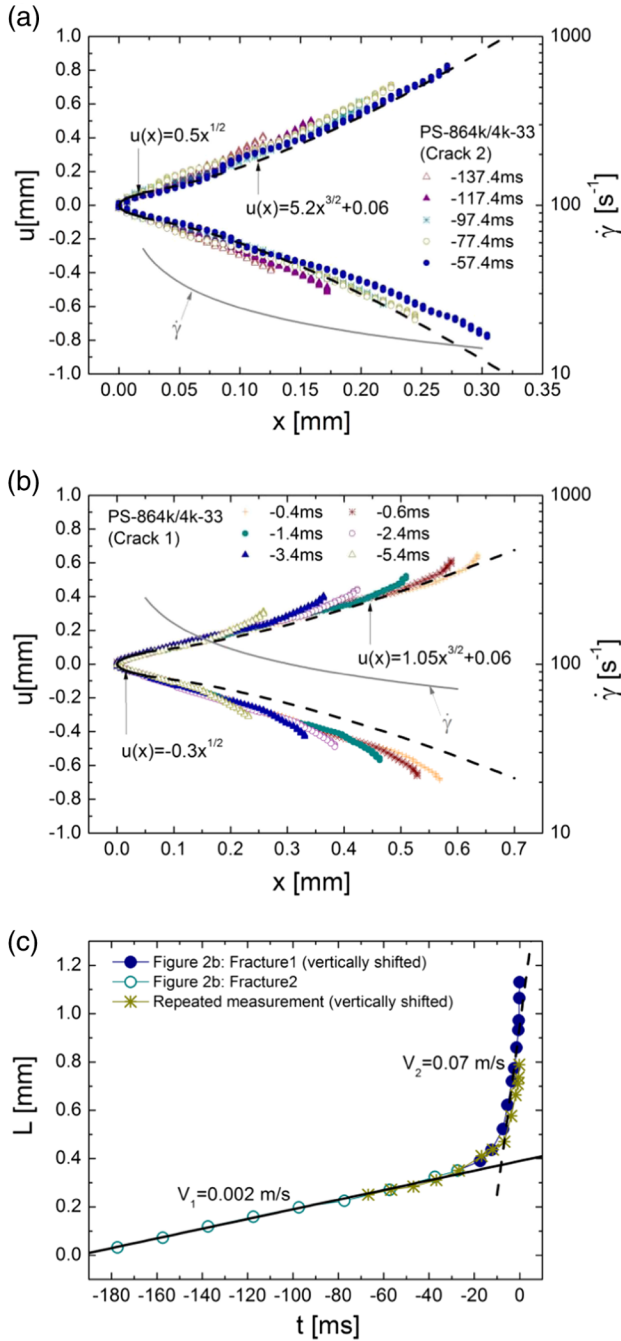 (a)
1.0
0.8
0.6
0.4
0.2
0.0
-0.2
-0.4
-0.6
-0.8
-1.0
u[mm]
u(x)=0.5x^1/2
u(x)=5.2x^3/2+0.06
PS-864k/4k-33
(Crack 2)
-137.4ms
-117.4ms
-97.4ms
-77.4ms
-57.4ms
γ̇
1000
100
10
γ̇ [s^-1]
0.00 0.05 0.10 0.15 0.20 0.25 0.30 0.35
x [mm]
(b)
1.0
0.8
0.6
0.4
0.2
0.0
-0.2
-0.4
-0.6
-0.8
-1.0
u[mm]
PS-864k/4k-33
(Crack 1)
-0.4ms -0.6ms
-1.4ms -2.4ms
-3.4ms -5.4ms
u(x)=1.05x^3/2+0.06
γ̇
u(x)=-0.3x^1/2
1000
100
10
γ̇ [s^-1]
0.0 0.1 0.2 0.3 0.4 0.5 0.6 0.7
x [mm]
(c)
1.2
1.0
0.8
0.6
0.4
0.2
0.0
L [mm]
Figure 2b: Fracture1 (vertically shifted)
Figure 2b: Fracture2
Repeated measurement (vertically shifted)
V_2=0.07 m/s
V_1=0.002 m/s
-180 -160 -140 -120 -100 -80 -60 -40 -20 0
t [ms]